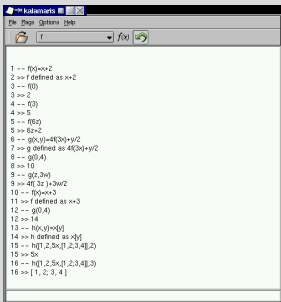 kalamaris
File Flags Options Help
f f(x)
1 -- f(x)=x+2
2 >> f defined as x+2
3 -- f(0)
3 >> 2
4 -- f(3)
4 >> 5
5 -- f(6z)
5 >> 6z+2
6 -- g(x,y)=4f(3x)+y/2
7 >> g defined as 4f(3x)+y/2
8 -- g(0,4)
8 >> 10
9 -- g(z,3w)
9 >> 4f( 3z )+3w/2
10 -- f(x)=x+3
11 >> f defined as x+3
12 -- g(0,4)
12 >> 14
13 -- h(x,y)=x[y]
14 >> h defined as x[y]
15 -- h([1,2,5x,[1,2;3,4]],2)
15 >> 5x
16 -- h([1,2,5x,[1,2;3,4]],3)
16 >> [ 1, 2; 3, 4 ]